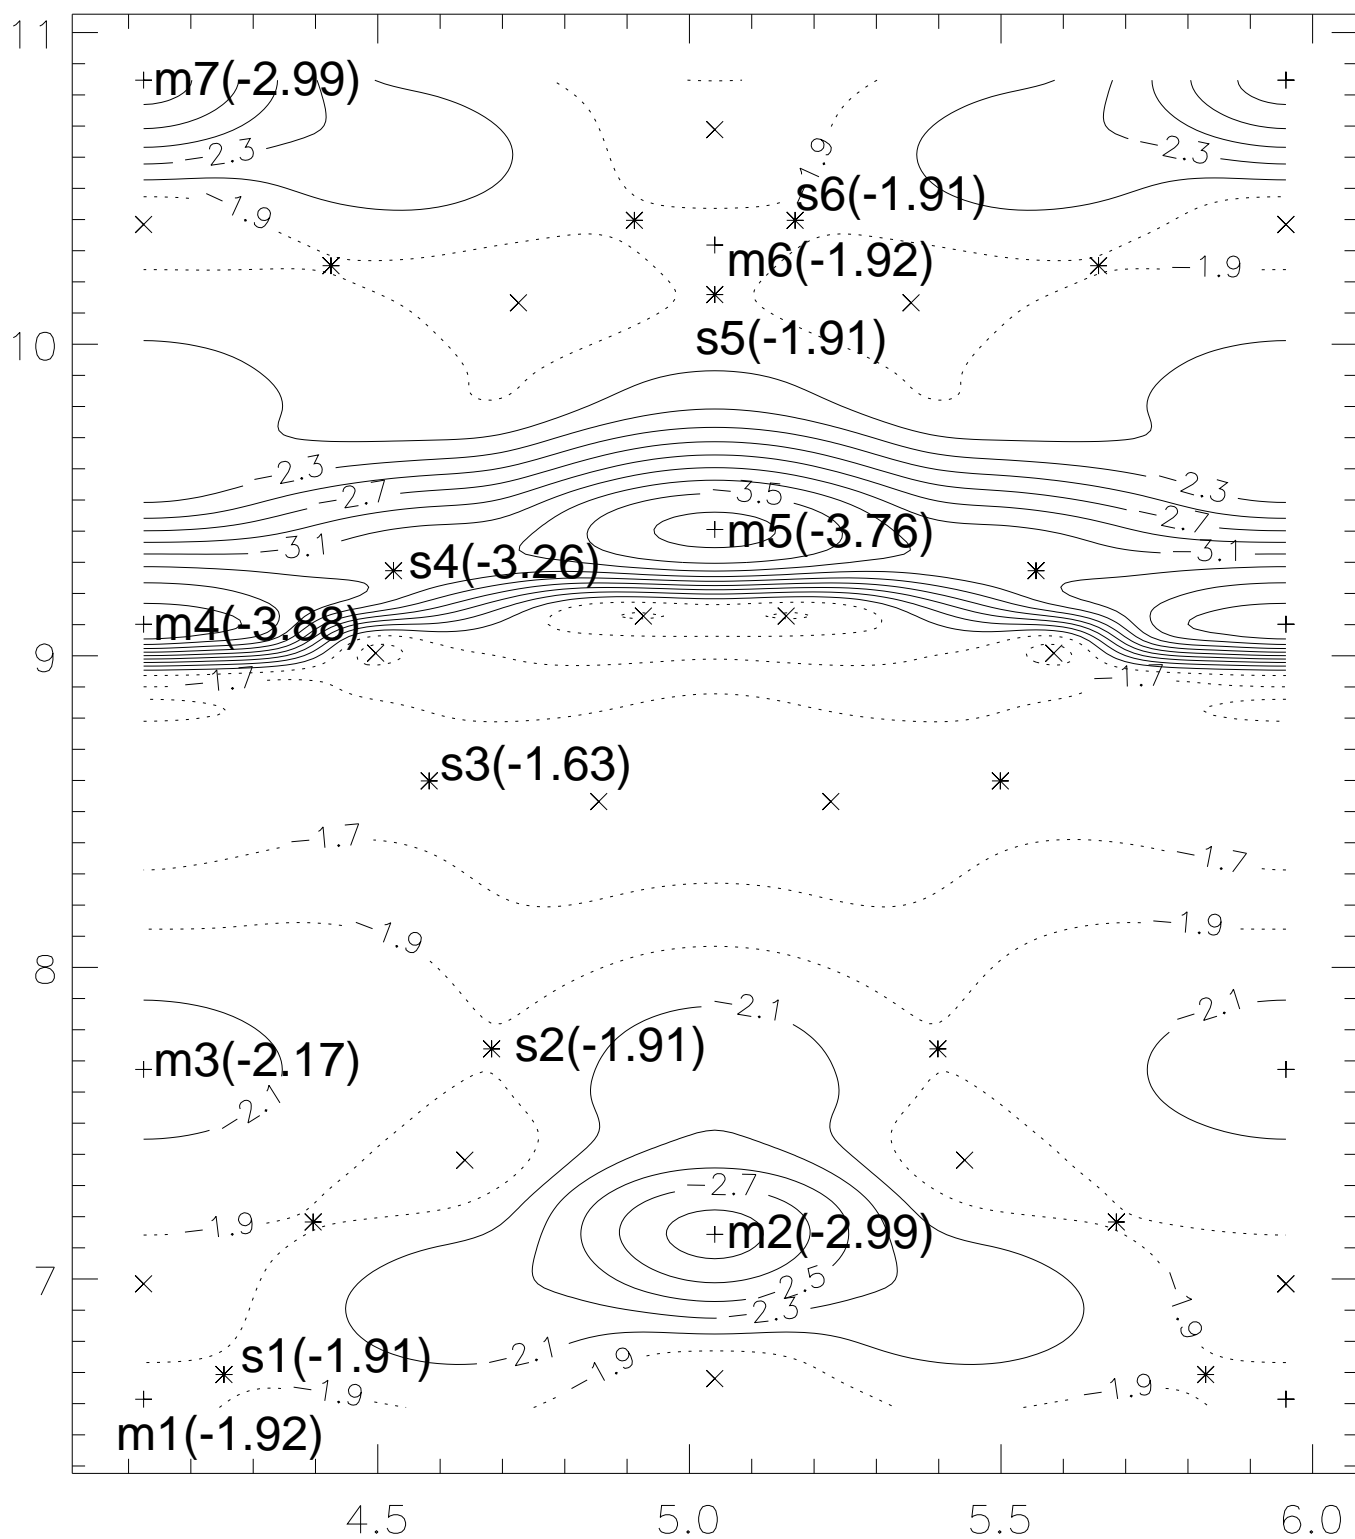 11
m7(-2.99)
-2.3
-2.3
-1.9
1.9
s6(-1.91)
m6(-1.92)
-1.9
10
s5(-1.91)
-2.3
-2.3
-2.7
-3.5
-2.7
m5(-3.76)
-3.1
-3.1
s4(-3.26)
m4(-3.88)
9
-1.7
-1.7
s3(-1.63)
-1.7
-1.7
-1.9
-1.9
8
-2.1
-2.1
s2(-1.91)
m3(-2.17)
-2.1
-2.7
-1.9
m2(-2.99)
7
-2.5
-2.3
-1.9
s1(-1.91)
-2.1
-1.9
-1.9
-1.9
m1(-1.92)
4.5 5.0 5.5 6.0